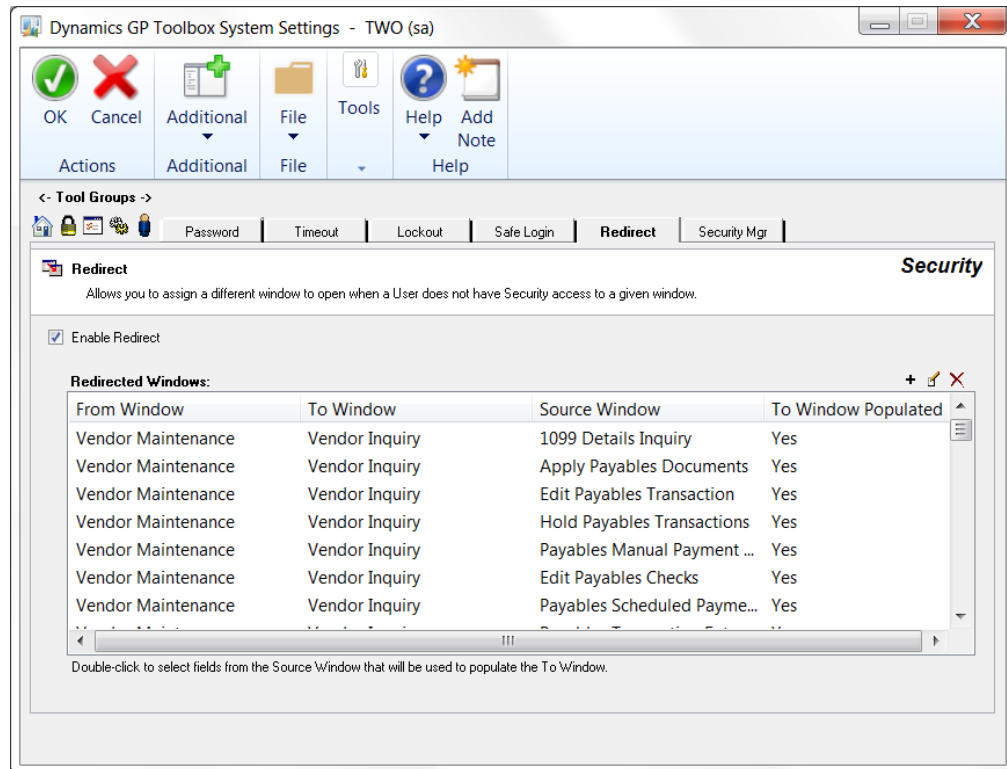 Dynamics GP Toolbox System Settings - TWO (sa)
OK Cancel Additional File Tools Help Add Note
Actions Additional File Help
<- Tool Groups ->
Password Timeout Lockout Safe Login Redirect Security Mgr
Redirect Security
Allows you to assign a different window to open when a User does not have Security access to a given window.
Enable Redirect
Redirected Windows:
From Window To Window Source Window To Window Populated
Vendor Maintenance Vendor Inquiry 1099 Details Inquiry Yes
Vendor Maintenance Vendor Inquiry Apply Payables Documents Yes
Vendor Maintenance Vendor Inquiry Edit Payables Transaction Yes
Vendor Maintenance Vendor Inquiry Hold Payables Transactions Yes
Vendor Maintenance Vendor Inquiry Payables Manual Payment ... Yes
Vendor Maintenance Vendor Inquiry Edit Payables Checks Yes
Vendor Maintenance Vendor Inquiry Payables Scheduled Payme... Yes
Double-click to select fields from the Source Window that will be used to populate the To Window.